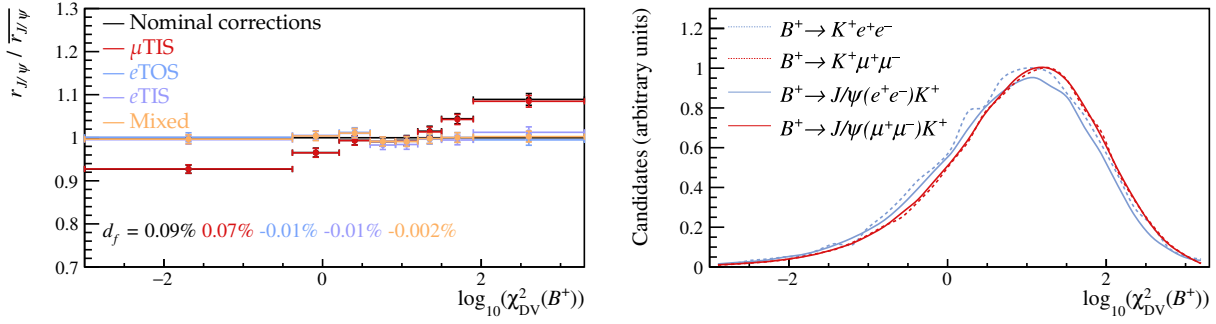 r_{J/ψ} / \overline{r_{J/ψ}}
1.3
1.2
1.1
1
0.9
0.8
0.7
Nominal corrections
μTIS
eTOS
eTIS
Mixed
d_f = 0.09% 0.07% -0.01% -0.01% -0.002%
−2 0 2
log₁₀(χ²_DV(B⁺))
Candidates (arbitrary units)
1.2
1
0.8
0.6
0.4
0.2
0
B⁺→ K⁺e⁺e⁻
B⁺→ K⁺μ⁺μ⁻
B⁺→ J/ψ(e⁺e⁻)K⁺
B⁺→ J/ψ(μ⁺μ⁻)K⁺
−2 0 2
log₁₀(χ²_DV(B⁺))